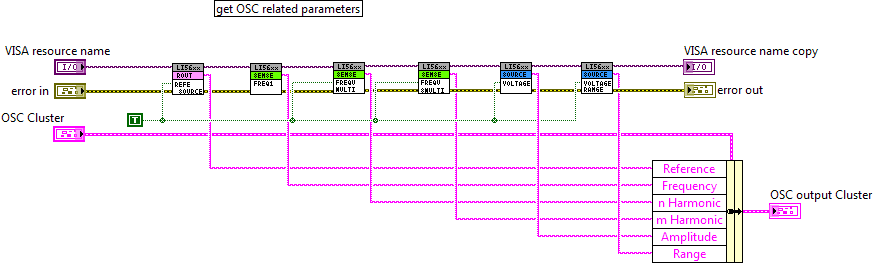 get OSC related parameters
VISA resource name
VISA resource name copy
LI56xx LI56xx LI56xx LI56xx LI56xx LI56xx
I/O ROUT SENSE SENSE SENSE SOURCE SOURCE I/O
REFE FREQ1 FREQU FREQU VOLTAGE VOLTAGE
SOURCE MULTI SMULTI RANGE
error in
error out
OSC Cluster
T
Reference
Frequency
n Harmonic
OSC output Cluster
m Harmonic
Amplitude
Range